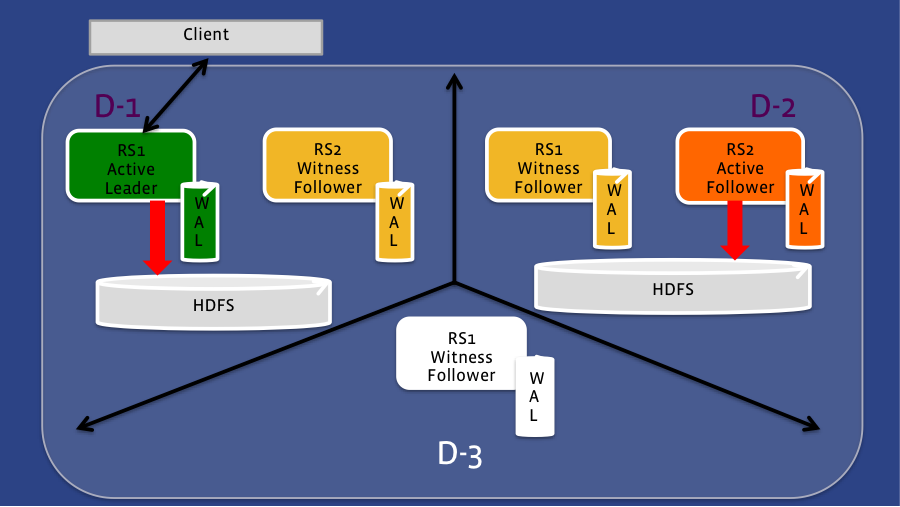 Client
D-1
D-2
RS1
Active
Leader
W
A
L
RS2
Witness
Follower
W
A
L
RS1
Witness
Follower
W
A
L
RS2
Active
Follower
W
A
L
HDFS
HDFS
RS1
Witness
Follower
W
A
L
D-3